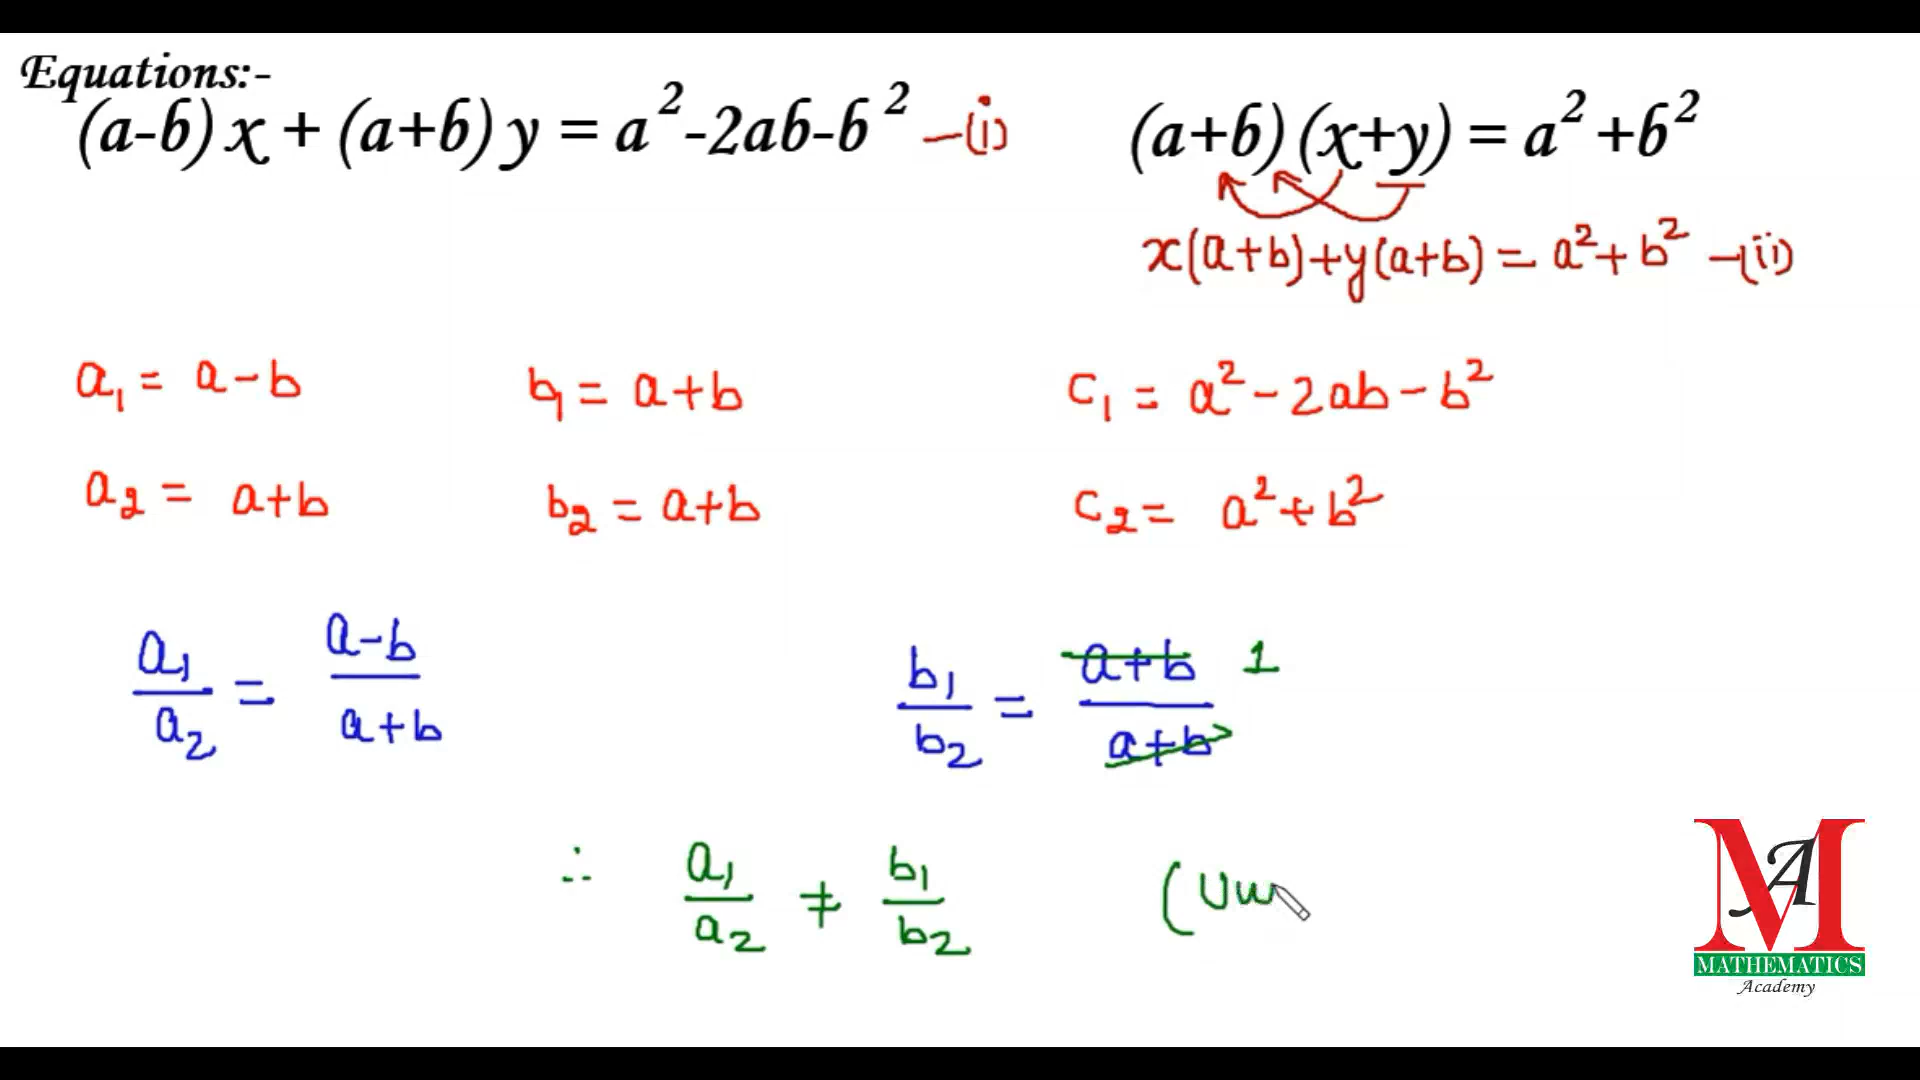 Equations:-
(a-b)x + (a+b)y = a²-2ab-b² —(i)
(a+b)(x+y) = a²+b²
x(a+b)+y(a+b) = a²+b² —(ii)
a₁ = a-b
b₁ = a+b
c₁ = a²-2ab-b²
a₂ = a+b
b₂ = a+b
c₂ = a²+b²
a₁/a₂ = a-b/a+b
b₁/b₂ = a+b/a+b 1
∴ a₁/a₂ ≠ b₁/b₂
MA
MATHEMATICS
Academy